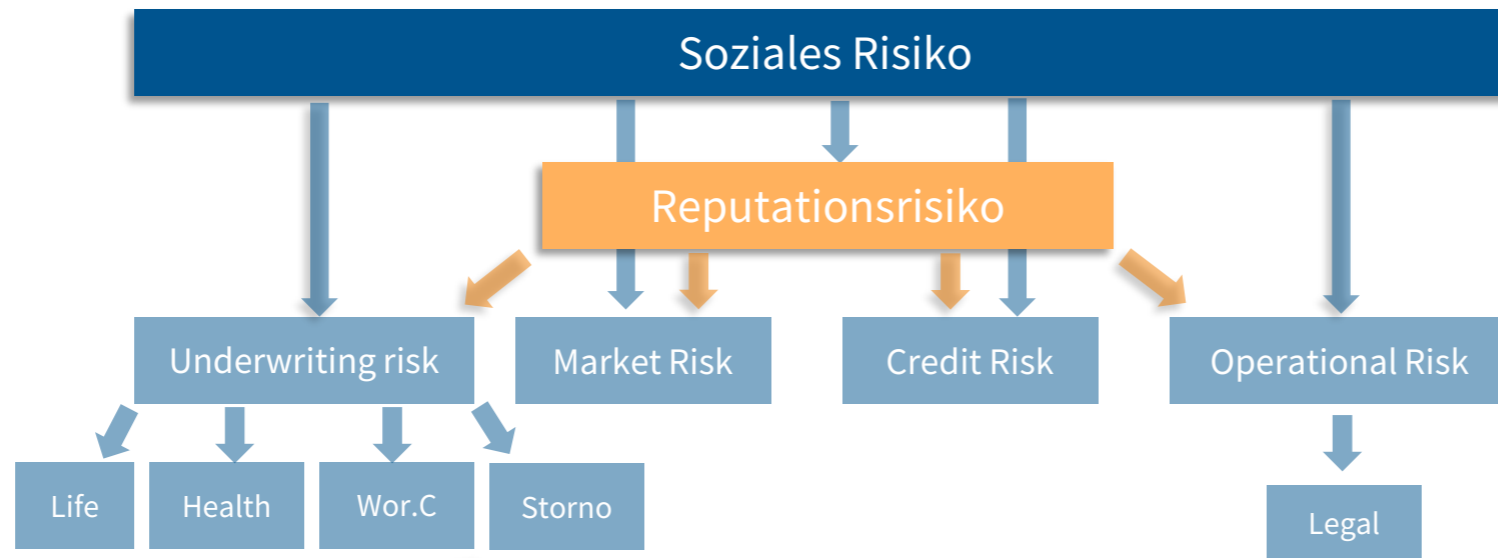 Soziales Risiko
Reputationsrisiko
Underwriting risk
Market Risk
Credit Risk
Operational Risk
Life
Health
Wor.C
Storno
Legal